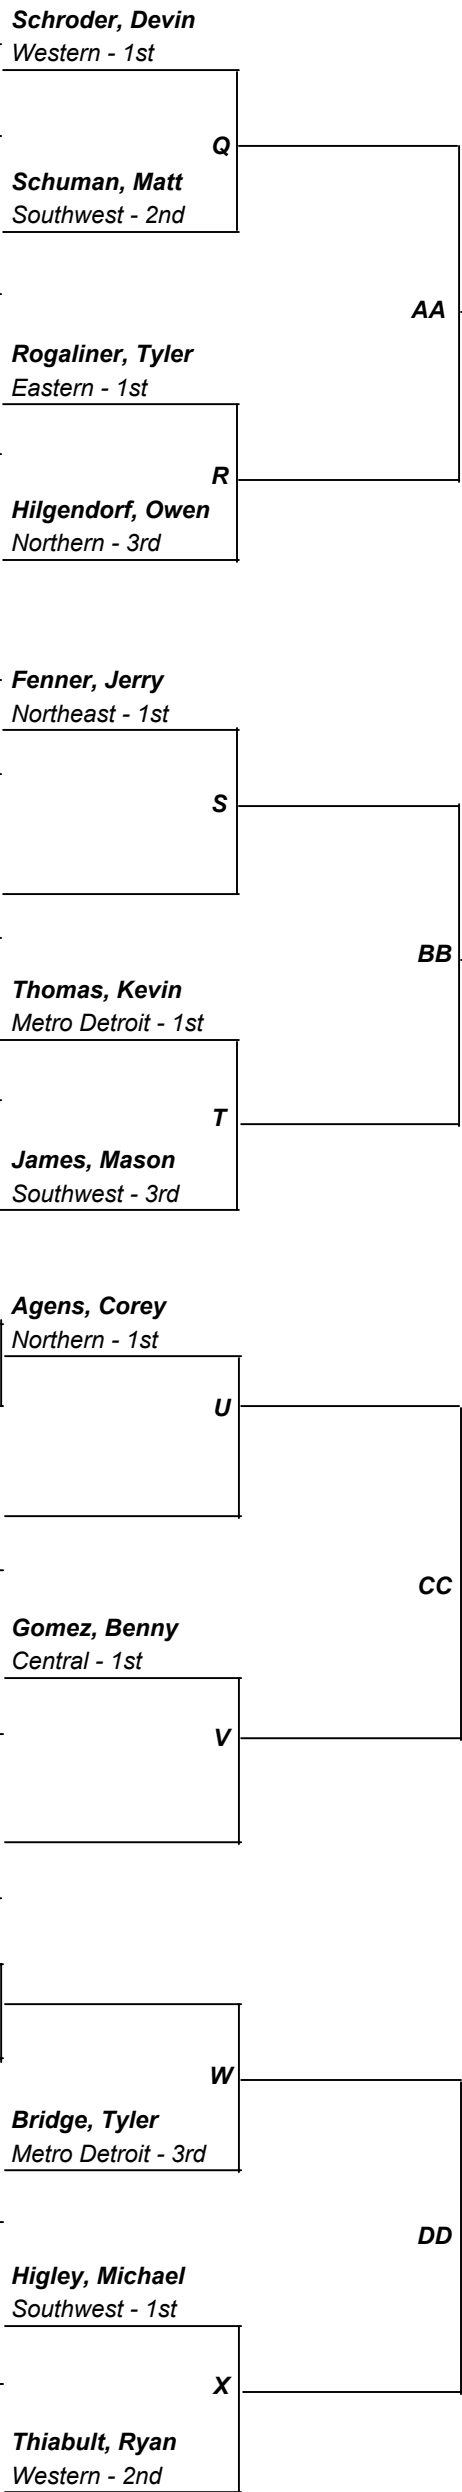 Schroder, Devin
Western - 1st
Q
Schuman, Matt
Southwest - 2nd
AA
Rogaliner, Tyler
Eastern - 1st
R
Hilgendorf, Owen
Northern - 3rd
Fenner, Jerry
Northeast - 1st
S
BB
Thomas, Kevin
Metro Detroit - 1st
T
James, Mason
Southwest - 3rd
Agens, Corey
Northern - 1st
U
CC
Gomez, Benny
Central - 1st
V
W
Bridge, Tyler
Metro Detroit - 3rd
DD
Higley, Michael
Southwest - 1st
X
Thiabult, Ryan
Western - 2nd